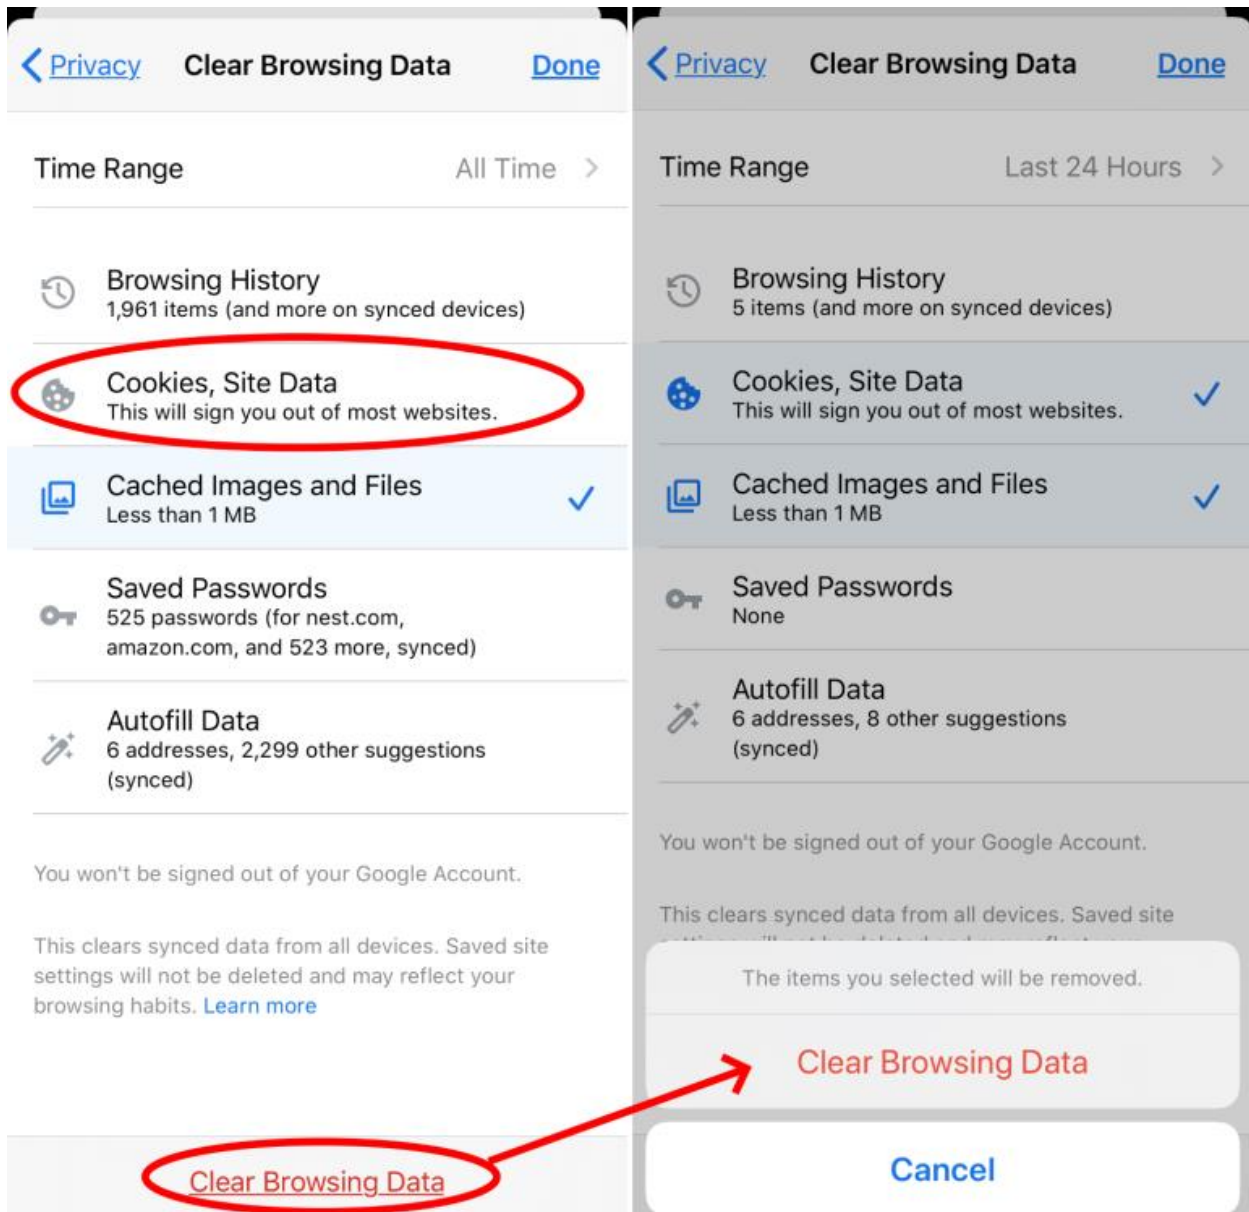 Privacy
Clear Browsing Data
Done
Time Range
All Time
Browsing History
1,961 items (and more on synced devices)
Cookies, Site Data
This will sign you out of most websites.
Cached Images and Files
Less than 1 MB
Saved Passwords
525 passwords (for nest.com,
amazon.com, and 523 more, synced)
Autofill Data
6 addresses, 2,299 other suggestions
(synced)
You won't be signed out of your Google Account.
This clears synced data from all devices. Saved site
settings will not be deleted and may reflect your
browsing habits. Learn more
Clear Browsing Data
Privacy
Clear Browsing Data
Done
Time Range
Last 24 Hours
Browsing History
5 items (and more on synced devices)
Cookies, Site Data
This will sign you out of most websites.
Cached Images and Files
Less than 1 MB
Saved Passwords
None
Autofill Data
6 addresses, 8 other suggestions
(synced)
You won't be signed out of your Google Account.
This clears synced data from all devices. Saved site
The items you selected will be removed.
Clear Browsing Data
Cancel